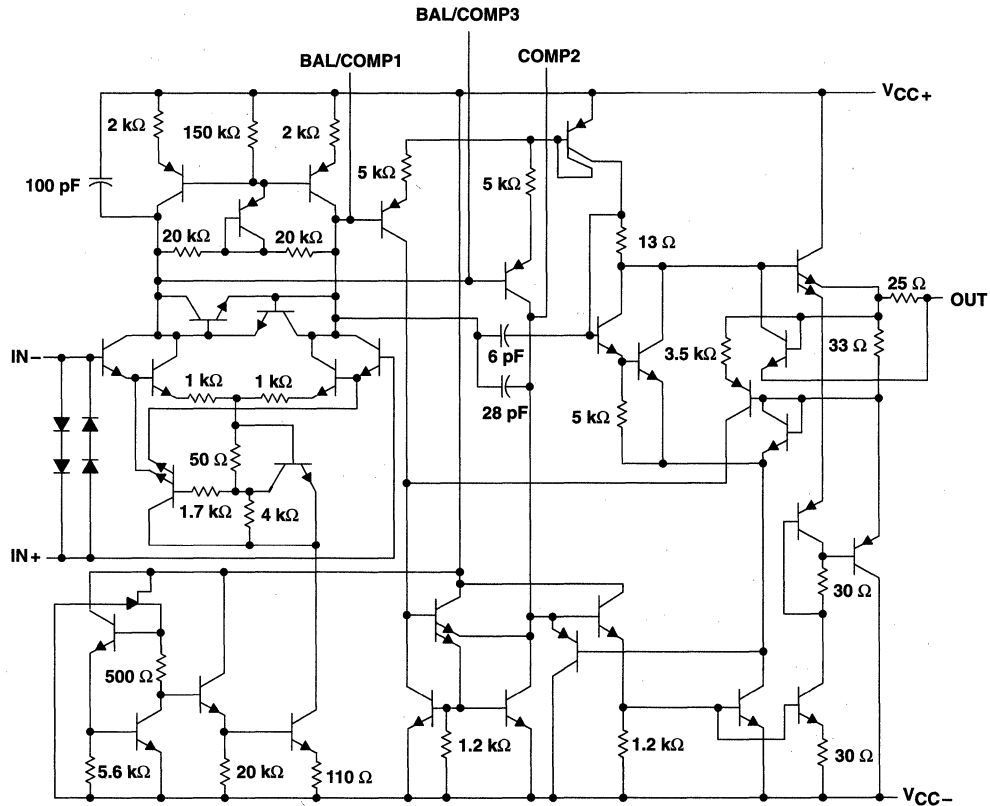 BAL/COMP3
BAL/COMP1
COMP2
VCC+
2 kΩ
150 kΩ
2 kΩ
5 kΩ
5 kΩ
100 pF
20 kΩ
20 kΩ
13 Ω
25 Ω
OUT
6 pF
3.5 kΩ
33 Ω
IN−
1 kΩ
1 kΩ
28 pF
5 kΩ
50 Ω
1.7 kΩ
4 kΩ
IN+
30 Ω
500 Ω
1.2 kΩ
1.2 kΩ
30 Ω
5.6 kΩ
20 kΩ
110 Ω
VCC−